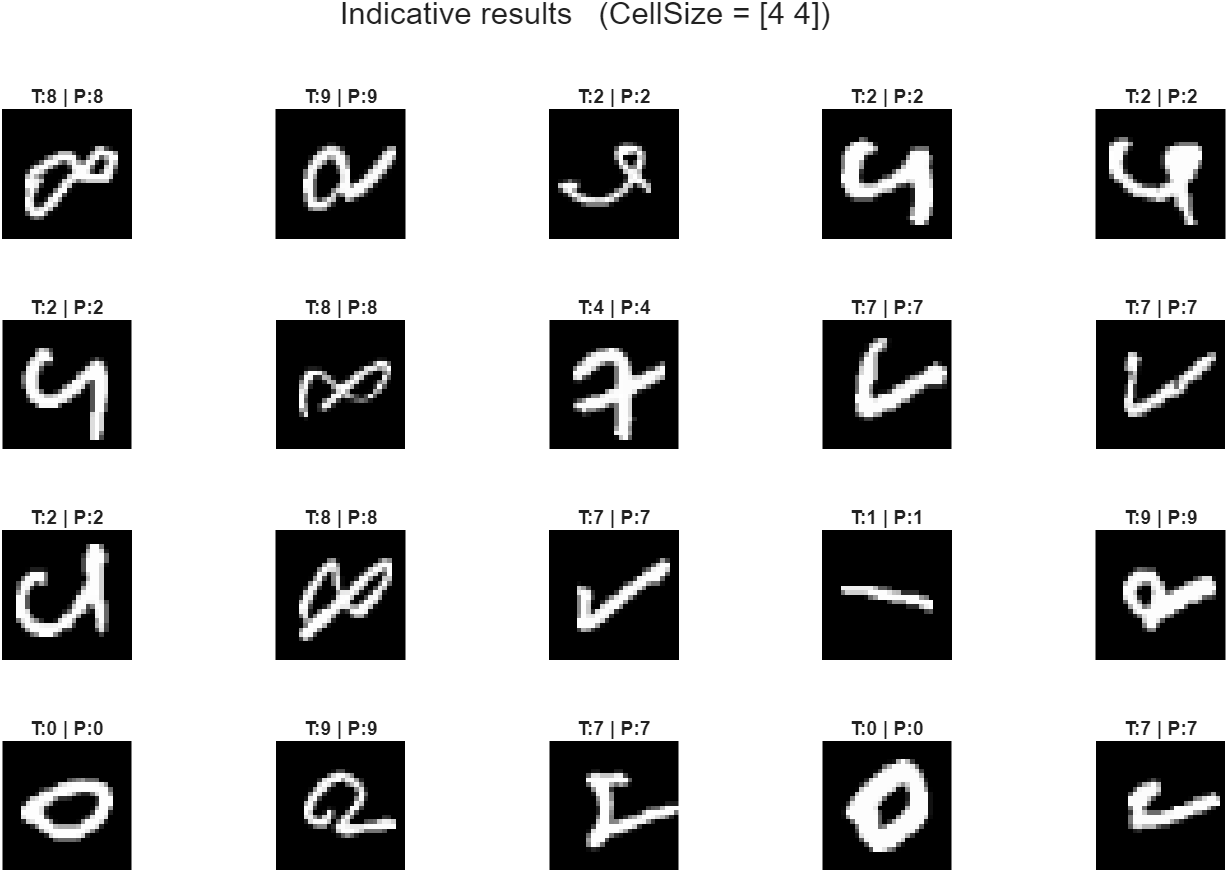 Indicative results (CellSize = [4 4])
T:8 | P:8 T:9 | P:9 T:2 | P:2 T:2 | P:2 T:2 | P:2
T:2 | P:2 T:8 | P:8 T:4 | P:4 T:7 | P:7 T:7 | P:7
T:2 | P:2 T:8 | P:8 T:7 | P:7 T:1 | P:1 T:9 | P:9
T:0 | P:0 T:9 | P:9 T:7 | P:7 T:0 | P:0 T:7 | P:7